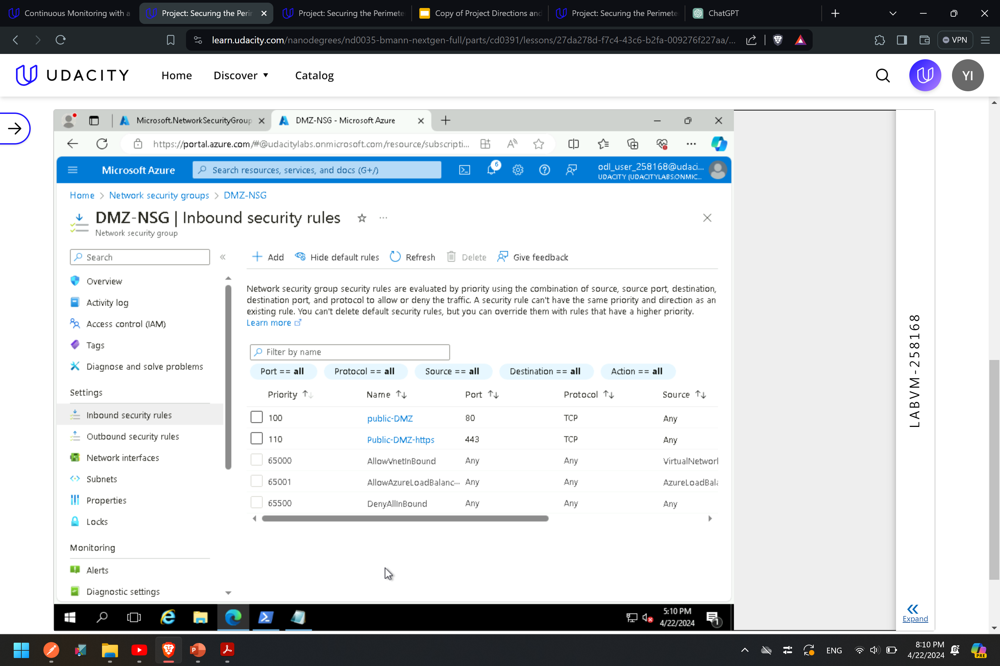 Continuous Monitoring with a
Project: Securing the Perim
Project: Securing the Perimete
Copy of Project Directions and
Project: Securing the Perimete
ChatGPT
learn.udacity.com/nanodegrees/nd0035-bmann-nextgen-full/parts/cd0391/lessons/27da278d-f7c4-43c6-b2fa-009276f227aa/...
VPN
UDACITY
Home
Discover
Catalog
YI
Microsoft.NetworkSecurityGroup
DMZ-NSG - Microsoft Azure
https://portal.azure.com/#@udacitylabs.onmicrosoft.com/resource/subscripti...
Microsoft Azure
Search resources, services, and docs (G+/)
6
odl_user_258168@udaci...
UDACITY (UDACITYLABS.ONMIC...
Home > Network security groups > DMZ-NSG
DMZ-NSG | Inbound security rules
Network security group
Search
Overview
Activity log
Access control (IAM)
Tags
Diagnose and solve problems
Settings
Inbound security rules
Outbound security rules
Network interfaces
Subnets
Properties
Locks
Monitoring
Alerts
Diagnostic settings
Add
Hide default rules
Refresh
Delete
Give feedback
Network security group security rules are evaluated by priority using the combination of source, source port, destination,
destination port, and protocol to allow or deny the traffic. A security rule can't have the same priority and direction as an
existing rule. You can't delete default security rules, but you can override them with rules that have a higher priority.
Learn more
Filter by name
Port == all
Protocol == all
Source == all
Destination == all
Action == all
Priority Name Port Protocol Source
100 public-DMZ 80 TCP Any
110 Public-DMZ-https 443 TCP Any
65000 AllowVnetInBound Any Any VirtualNetworl
65001 AllowAzureLoadBalanc... Any Any AzureLoadBala
65500 DenyAllInBound Any Any Any
LABVM-258168
Expand
5:10 PM
4/22/2024
1
ENG
8:10 PM
4/22/2024
PRE